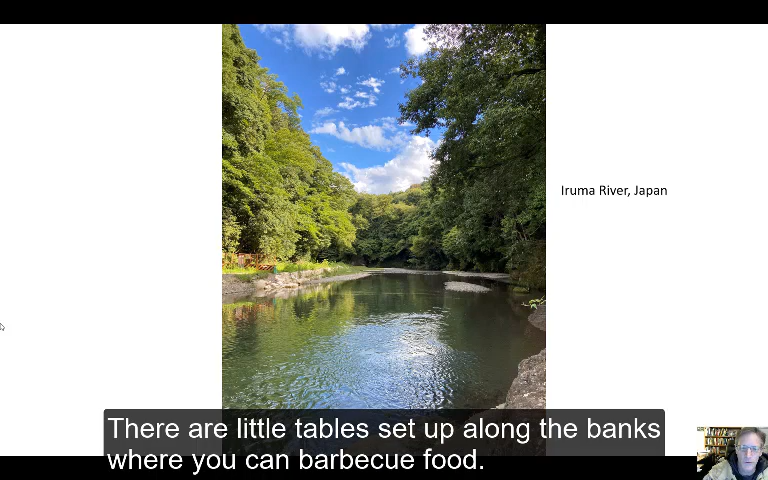 Iruma River, Japan
There are little tables set up along the banks
where you can barbecue food.